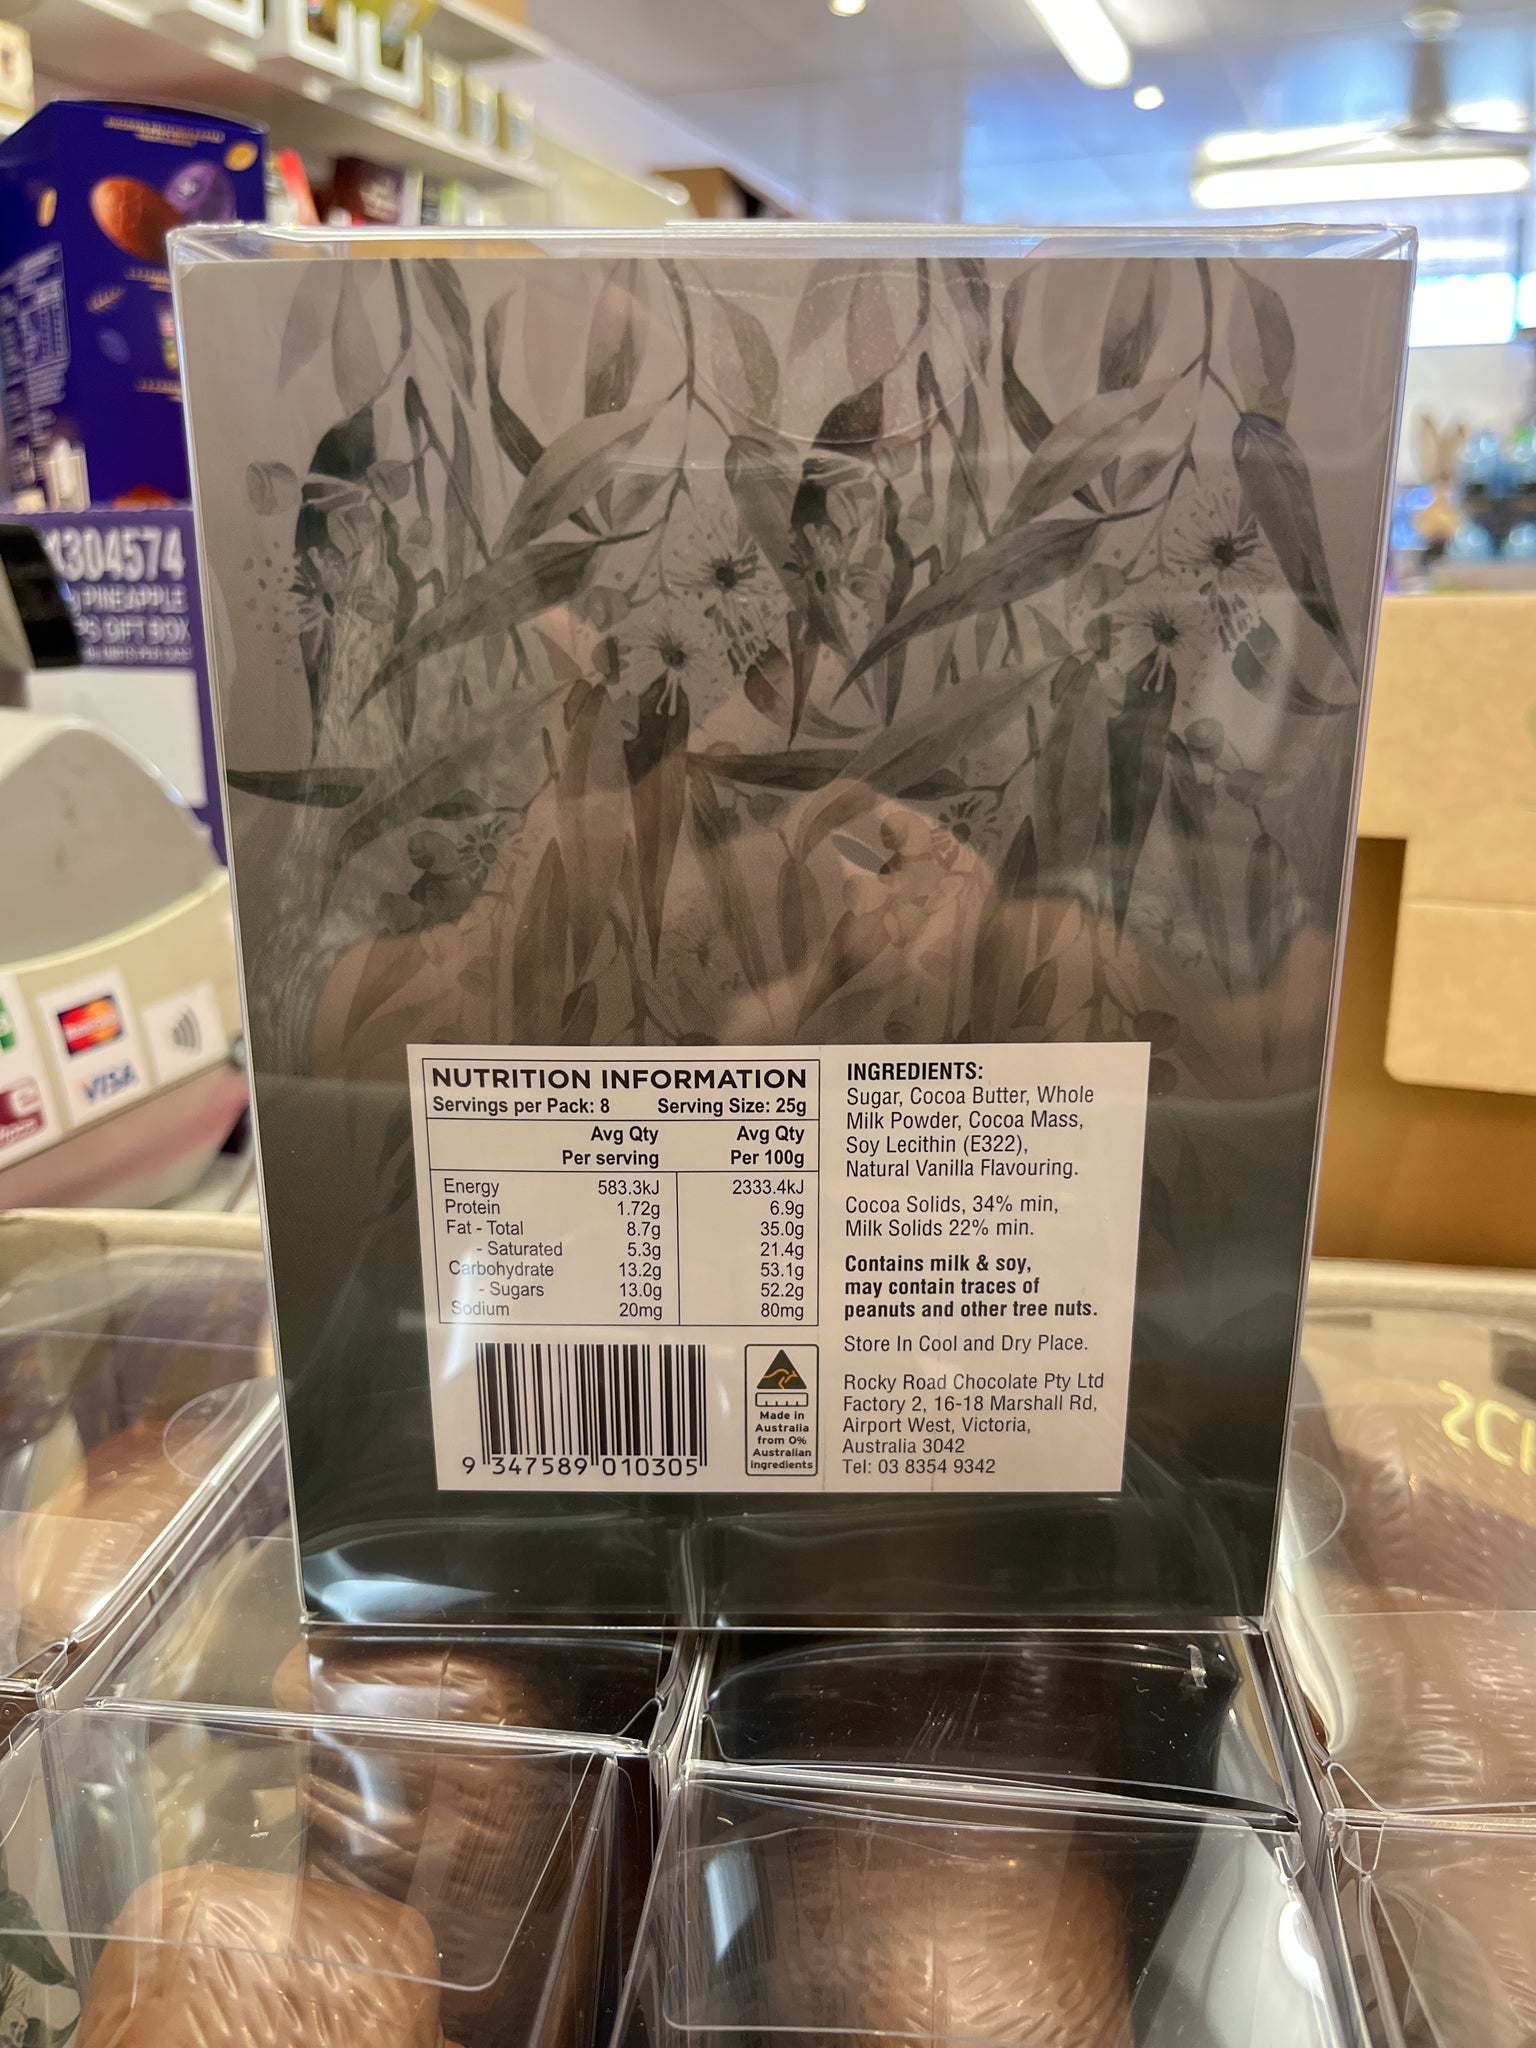 4304574
PINEAPPLE
GIFT BOX
VISA
NUTRITION INFORMATION
Servings per Pack: 8 Serving Size: 25g
Avg Qty Avg Qty
Per serving Per 100g
Energy 583.3kJ 2333.4kJ
Protein 1.72g 6.9g
Fat - Total 8.7g 35.0g
- Saturated 5.3g 21.4g
Carbohydrate 13.2g 53.1g
- Sugars 13.0g 52.2g
Sodium 20mg 80mg
9 347589 010305
Made in
Australia
from 0%
Australian
ingredients
INGREDIENTS:
Sugar, Cocoa Butter, Whole
Milk Powder, Cocoa Mass,
Soy Lecithin (E322),
Natural Vanilla Flavouring.
Cocoa Solids, 34% min,
Milk Solids 22% min.
Contains milk & soy,
may contain traces of
peanuts and other tree nuts.
Store In Cool and Dry Place.
Rocky Road Chocolate Pty Ltd
Factory 2, 16-18 Marshall Rd,
Airport West, Victoria,
Australia 3042
Tel: 03 8354 9342